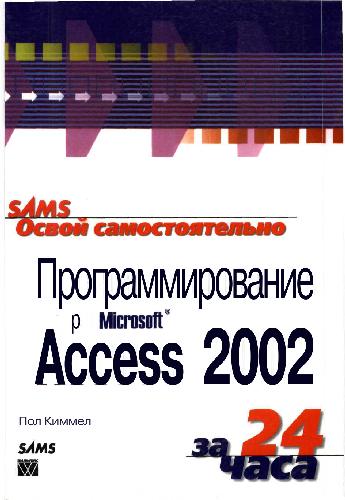 SAMS
Освой самостоятельно
Программирование
р Microsoft®
Access 2002
Пол Киммел
за 24
часа
SAMS